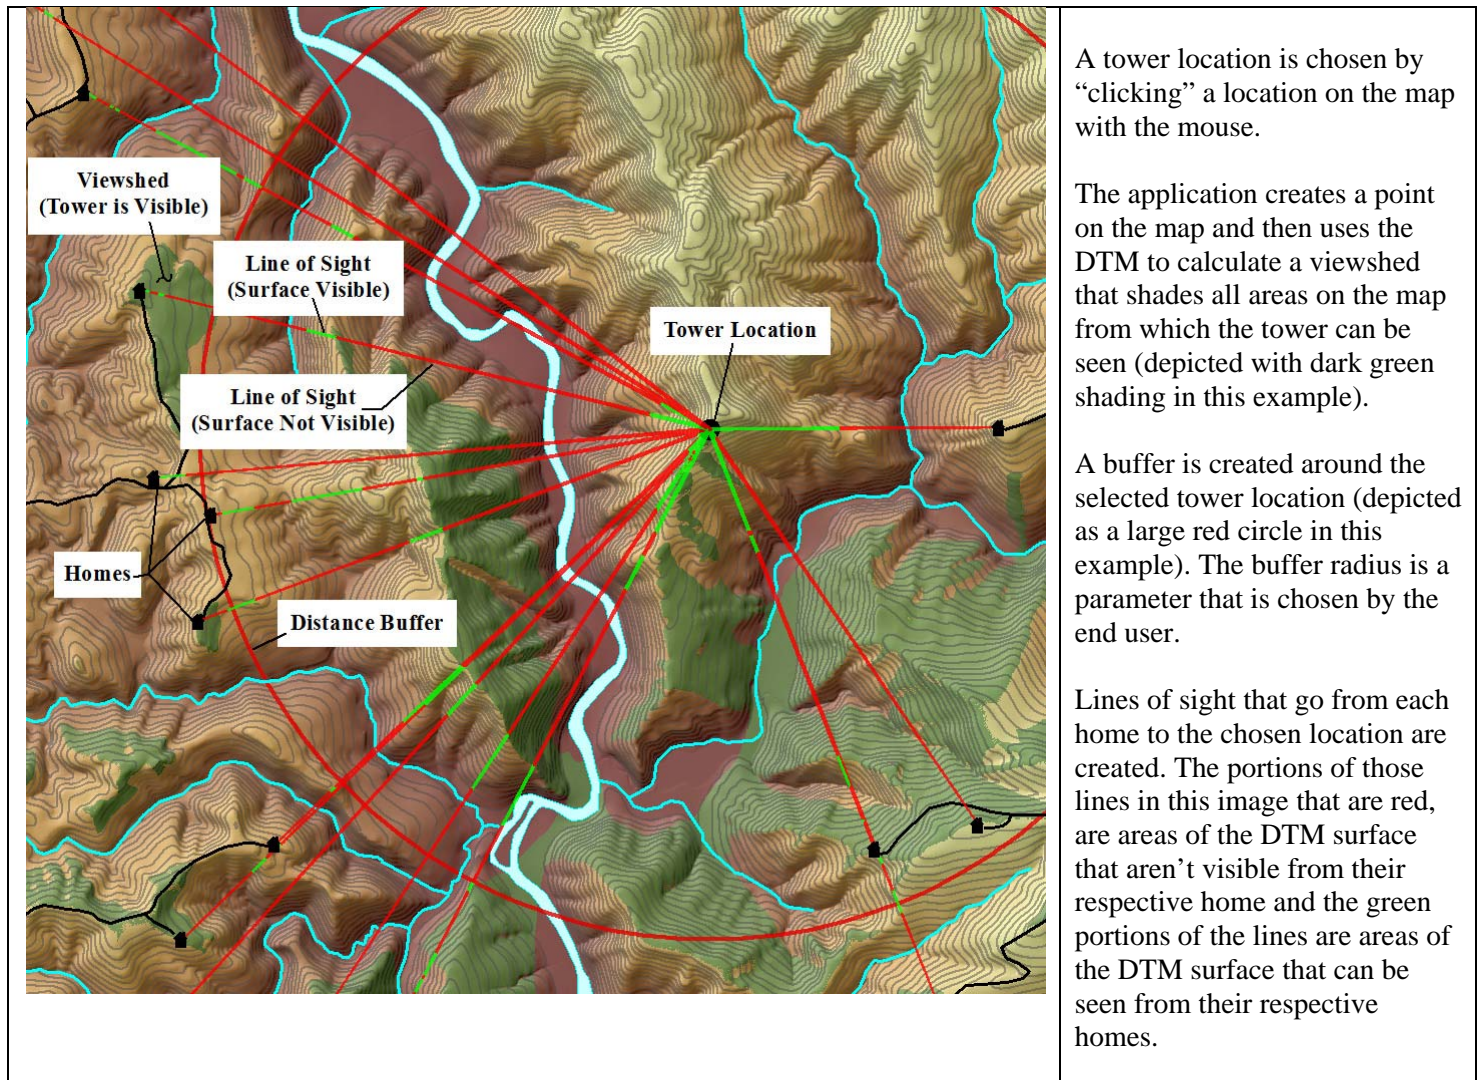 Viewshed
(Tower is Visible)
Line of Sight
(Surface Visible)
Tower Location
Line of Sight
(Surface Not Visible)
Homes
Distance Buffer
A tower location is chosen by
“clicking” a location on the map
with the mouse.
The application creates a point
on the map and then uses the
DTM to calculate a viewshed
that shades all areas on the map
from which the tower can be
seen (depicted with dark green
shading in this example).
A buffer is created around the
selected tower location (depicted
as a large red circle in this
example). The buffer radius is a
parameter that is chosen by the
end user.
Lines of sight that go from each
home to the chosen location are
created. The portions of those
lines in this image that are red,
are areas of the DTM surface
that aren’t visible from their
respective home and the green
portions of the lines are areas of
the DTM surface that can be
seen from their respective
homes.